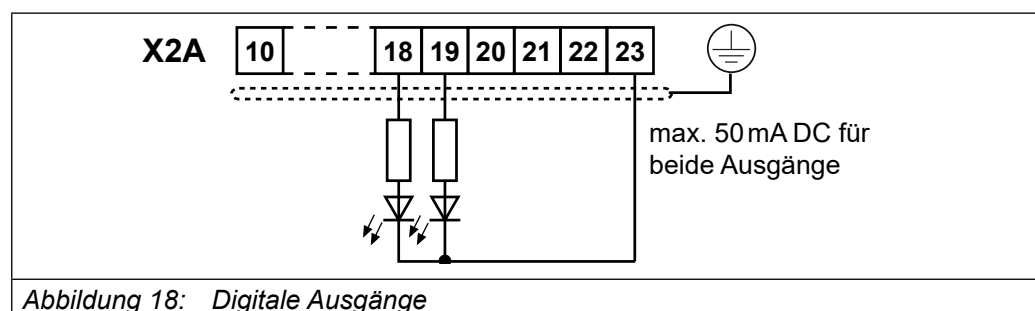 X2A 10 18 19 20 21 22 23
max. 50 mA DC für
beide Ausgänge
Abbildung 18: Digitale Ausgänge